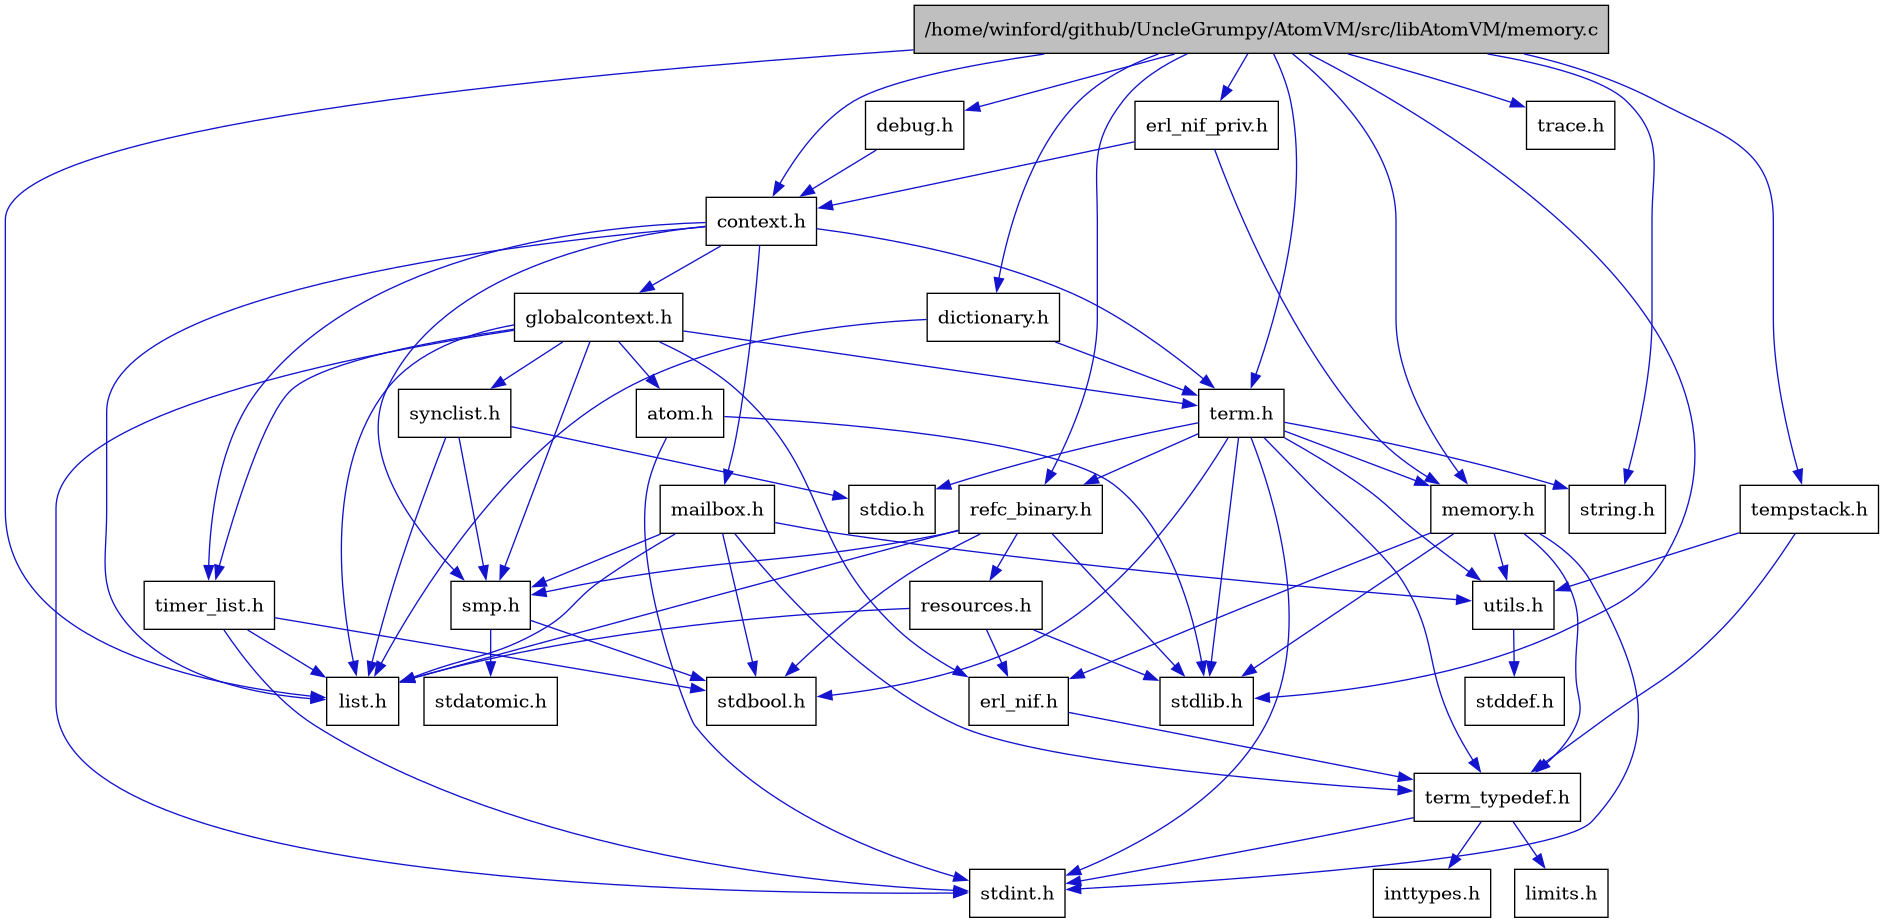 /home/winford/github/UncleGrumpy/AtomVM/src/libAtomVM/memory.c
debug.h
erl_nif_priv.h
trace.h
context.h
globalcontext.h
dictionary.h
synclist.h
atom.h
term.h
mailbox.h
stdio.h
refc_binary.h
memory.h
string.h
tempstack.h
timer_list.h
smp.h
resources.h
utils.h
list.h
stdatomic.h
stdbool.h
erl_nif.h
stdlib.h
stddef.h
term_typedef.h
stdint.h
inttypes.h
limits.h